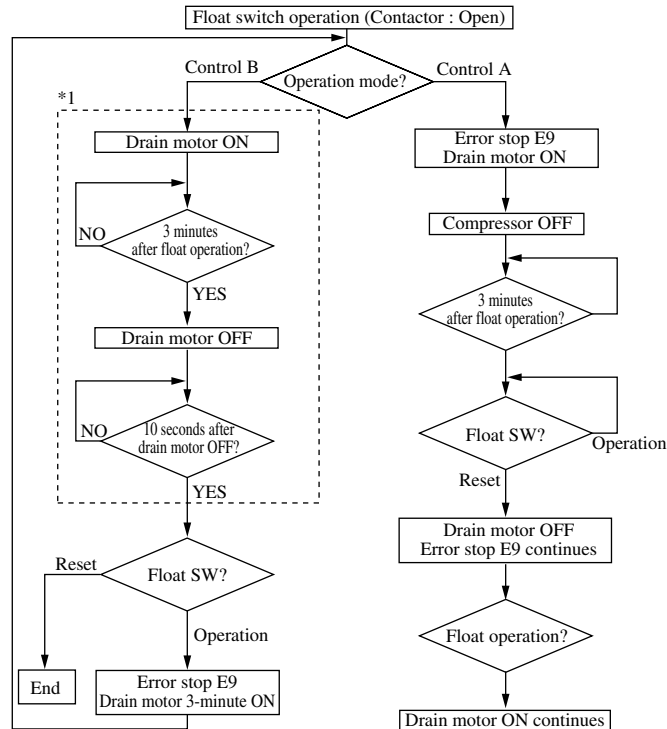 Float switch operation (Contactor : Open)
Control B
Operation mode?
Control A
*1
Drain motor ON
NO
3 minutes
after float operation?
YES
Drain motor OFF
NO
10 seconds after
drain motor OFF?
YES
Reset
Float SW?
Operation
End
Error stop E9
Drain motor 3-minute ON
Error stop E9
Drain motor ON
Compressor OFF
3 minutes
after float operation?
Float SW?
Operation
Reset
Drain motor OFF
Error stop E9 continues
Float operation?
Drain motor ON continues